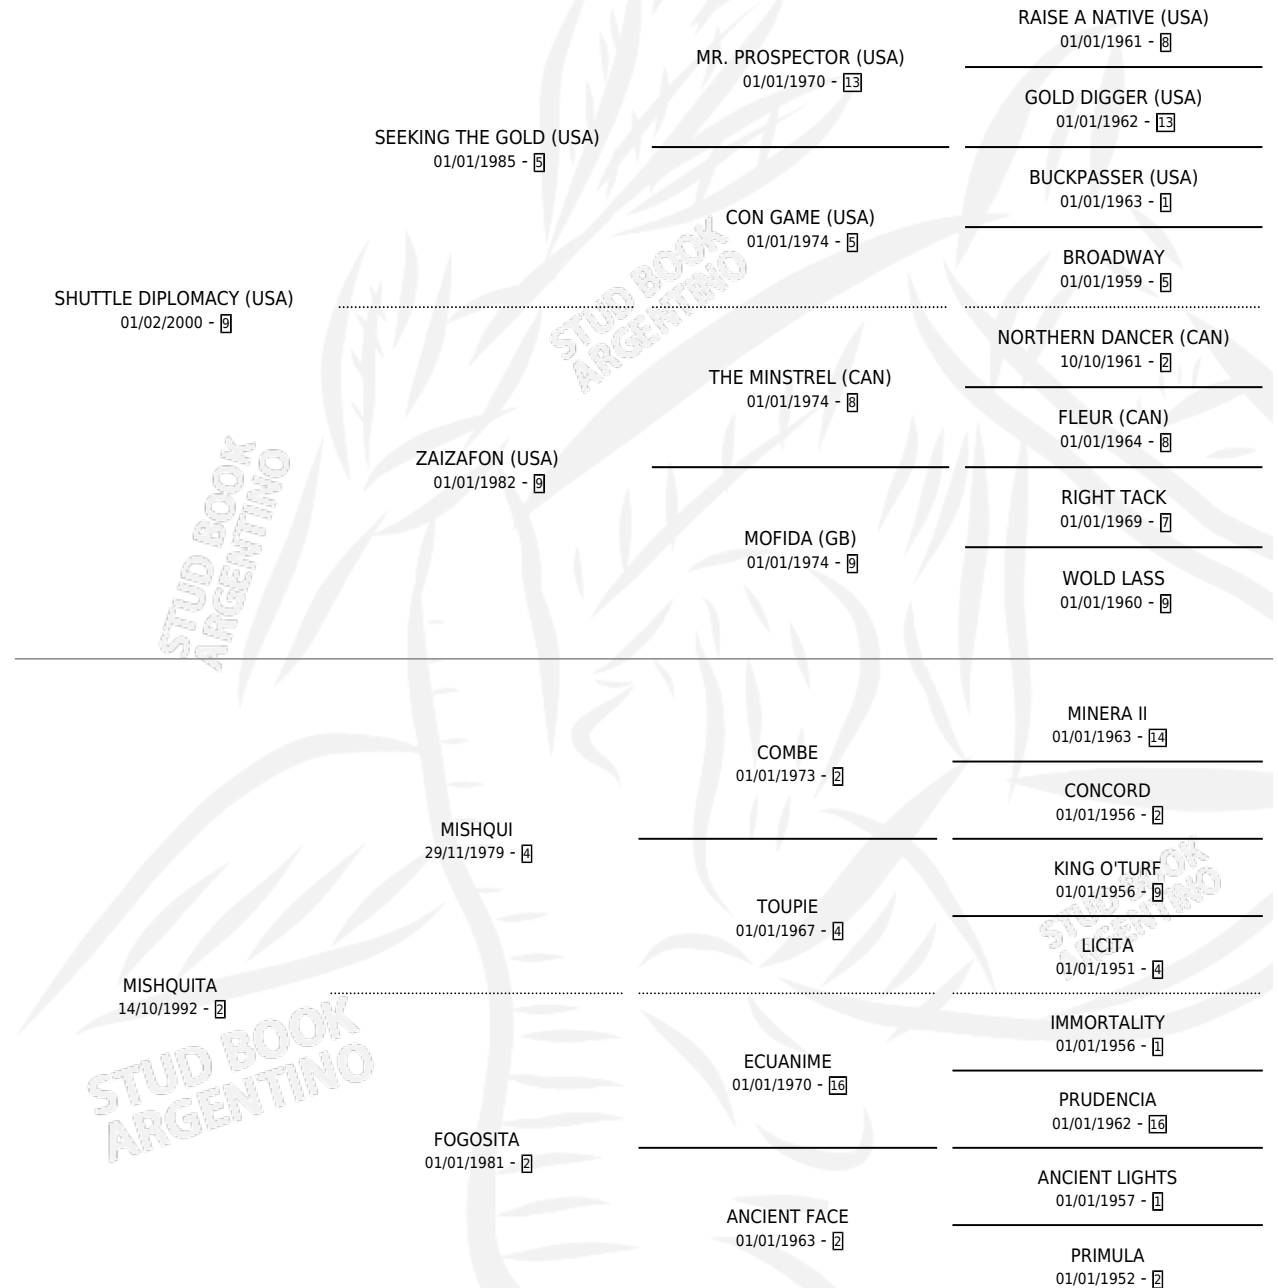 RAISE A NATIVE (USA)
01/01/1961 - 8
MR. PROSPECTOR (USA)
01/01/1970 - 13
GOLD DIGGER (USA)
01/01/1962 - 13
SEEKING THE GOLD (USA)
01/01/1985 - 5
BUCKPASSER (USA)
01/01/1963 - 1
CON GAME (USA)
01/01/1974 - 5
BROADWAY
01/01/1959 - 5
SHUTTLE DIPLOMACY (USA)
01/02/2000 - 9
NORTHERN DANCER (CAN)
10/10/1961 - 2
THE MINSTREL (CAN)
01/01/1974 - 8
FLEUR (CAN)
01/01/1964 - 8
ZAIZAFON (USA)
01/01/1982 - 9
RIGHT TACK
01/01/1969 - 7
MOFIDA (GB)
01/01/1974 - 9
WOLD LASS
01/01/1960 - 9
STUD BOOK
ARGENTINO
STUD BOOK
ARGENTINO
MINERA II
01/01/1963 - 14
COMBE
01/01/1973 - 2
CONCORD
01/01/1956 - 2
MISHQUI
29/11/1979 - 4
KING O'TURF
01/01/1956 - 9
TOUPIE
01/01/1967 - 4
LICITA
01/01/1951 - 4
MISHQUITA
14/10/1992 - 2
IMMORTALITY
01/01/1956 - 1
ECUANIME
01/01/1970 - 16
PRUDENCIA
01/01/1962 - 16
FOGOSITA
01/01/1981 - 2
ANCIENT LIGHTS
01/01/1957 - 1
ANCIENT FACE
01/01/1963 - 2
PRIMULA
01/01/1952 - 2
STUD BOOK
ARGENTINO
STUD BOOK
ARGENTINO